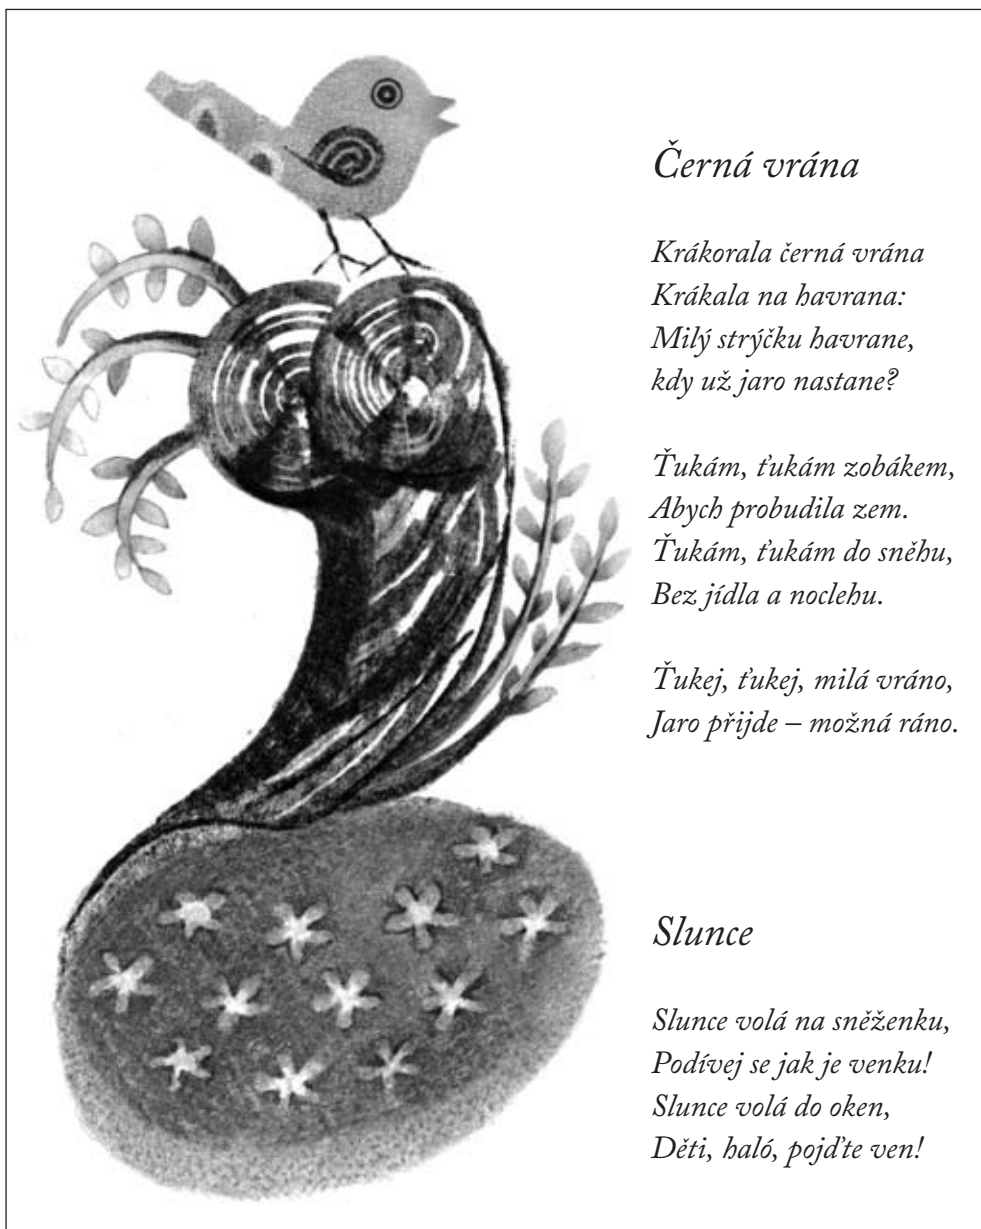 Černá vrána
Krákorala černá vrána
Krákala na havrana:
Milý strýčku havrane,
kdy už jaro nastane?
Ťukám, ťukám zobákem,
Abych probudila zem.
Ťukám, ťukám do sněhu,
Bez jídla a noclehu.
Ťukej, ťukej, milá vráno,
Jaro přijde – možná ráno.
Slunce
Slunce volá na sněženku,
Podívej se jak je venku!
Slunce volá do oken,
Děti, haló, pojďte ven!